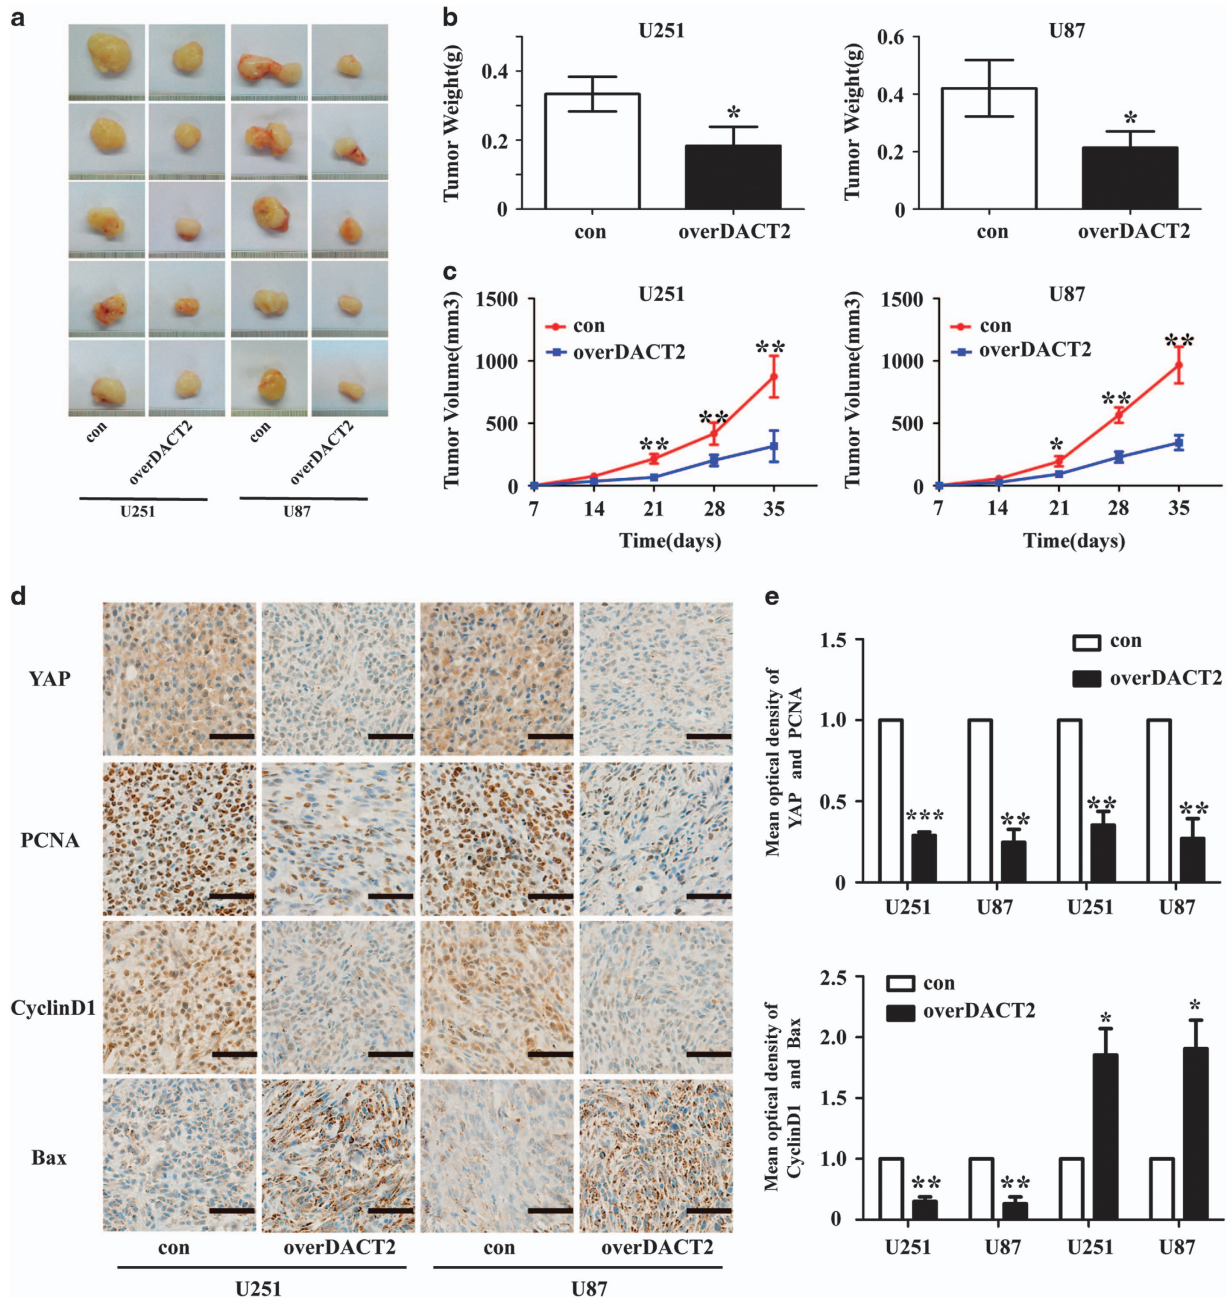 a
con
overDACT2
con
overDACT2
U251
U87
b
U251
Tumor Weight(g)
0.4
0.2
0
*
con
overDACT2
U87
Tumor Weight(g)
0.6
0.4
0.2
0
*
con
overDACT2
c
U251
Tumor Volume(mm3)
1500
1000
500
0
con
overDACT2
**
**
**
7
14
21
28
35
Time(days)
U87
Tumor Volume(mm3)
1500
1000
500
0
con
overDACT2
*
**
**
7
14
21
28
35
Time(days)
d
YAP
PCNA
CyclinD1
Bax
con
overDACT2
con
overDACT2
U251
U87
e
Mean optical density of
YAP and PCNA
1.5
1.0
0.5
0
con
overDACT2
***
**
**
**
U251
U87
U251
U87
Mean optical density of
CyclinD1 and Bax
2.5
2.0
1.5
1.0
0
con
overDACT2
**
**
*
*
U251
U87
U251
U87